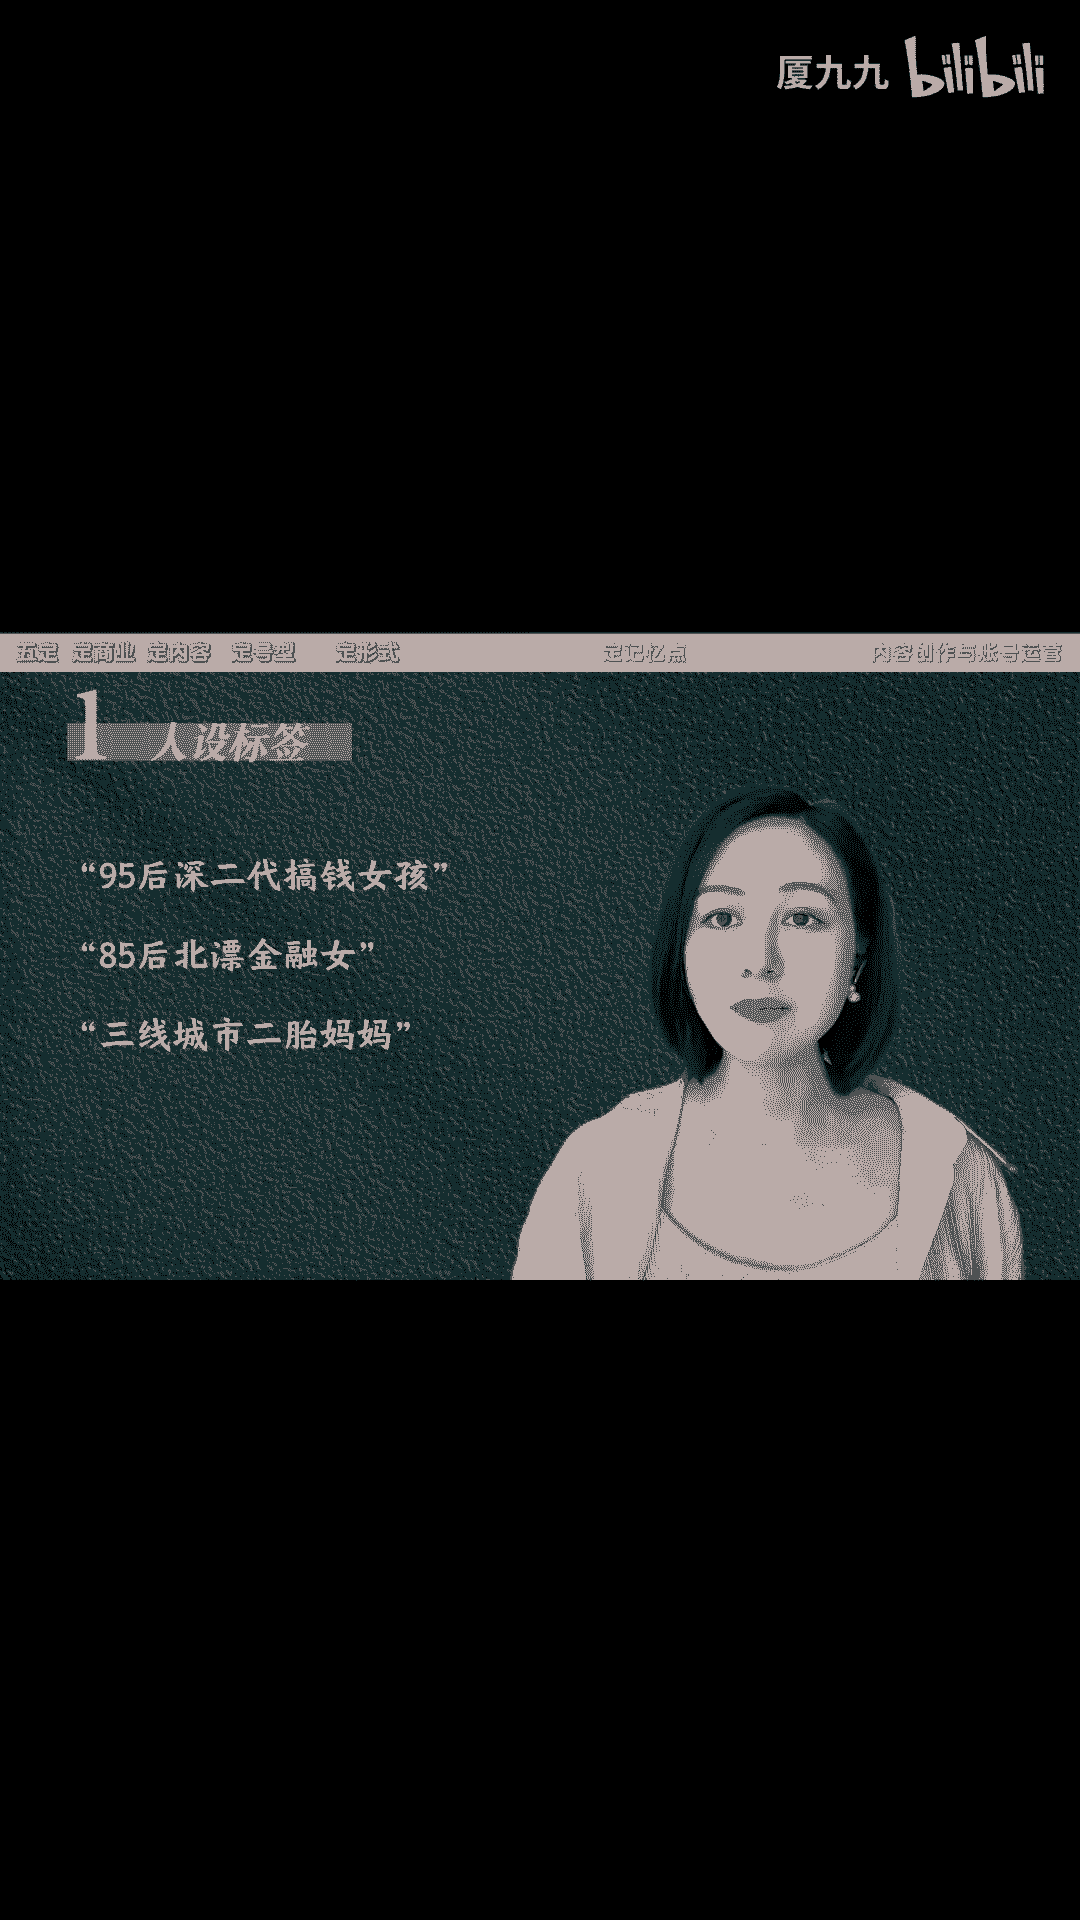 厦九九 bilibili
五定 定商业 定内容 定号型 定形式 定记忆点 内容创作与账号运营
1 人设标签
“95后深二代搞钱女孩”
“85后北漂金融女”
“三线城市二胎妈妈”